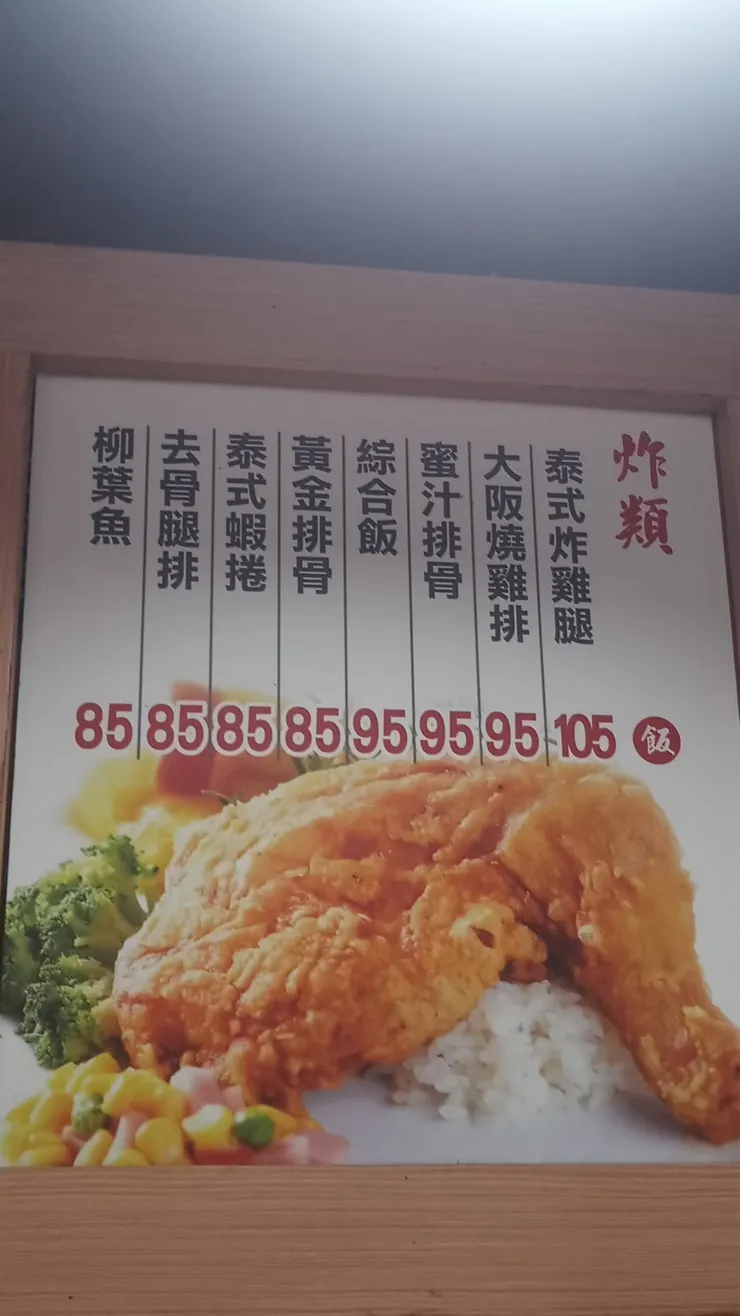 炸類
飯
泰式炸雞腿
105
大阪燒雞排
95
蜜汁排骨
95
綜合飯
95
黃金排骨
85
泰式蝦捲
85
去骨腿排
85
柳葉魚
85